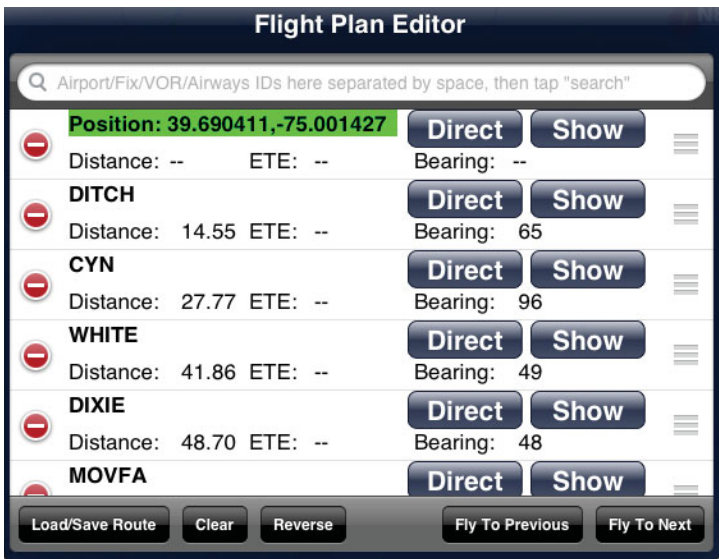 Flight Plan Editor
Airport/Fix/VOR/Airways IDs here separated by space, then tap "search"
Position: 39.690411,-75.001427 Direct Show
Distance: -- ETE: -- Bearing: --
DITCH Direct Show
Distance: 14.55 ETE: -- Bearing: 65
CYN Direct Show
Distance: 27.77 ETE: -- Bearing: 96
WHITE Direct Show
Distance: 41.86 ETE: -- Bearing: 49
DIXIE Direct Show
Distance: 48.70 ETE: -- Bearing: 48
MOVFA Direct Show
Load/Save Route Clear Reverse Fly To Previous Fly To Next